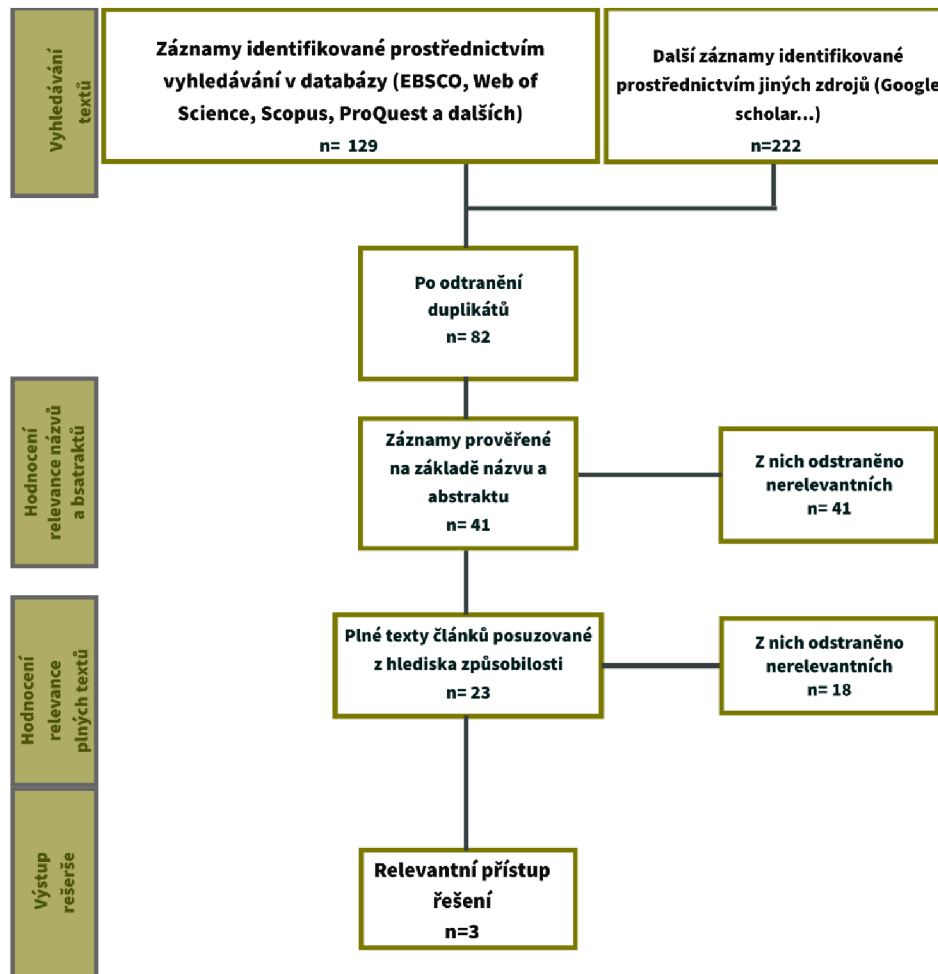 Vyhledávání
textů
Záznamy identifikované prostřednictvím
vyhledávání v databázy (EBSCO, Web of
Science, Scopus, ProQuest a dalších)
n= 129
Další záznamy identifikované
prostřednictvím jiných zdrojů (Google
scholar...)
n=222
Po odtranění
duplikátů
n= 82
Hodnocení
relevance názvů
a bsatraktů
Záznamy prověřené
na základě názvu a
abstraktu
n= 41
Z nich odstraněno
nerelevantních
n= 41
Hodnocení
relevance
plných textů
Plné texty článků posuzované
z hlediska způsobilosti
n= 23
Z nich odstraněno
nerelevantních
n= 18
Výstup
rešerše
Relevantní přístup
řešení
n=3